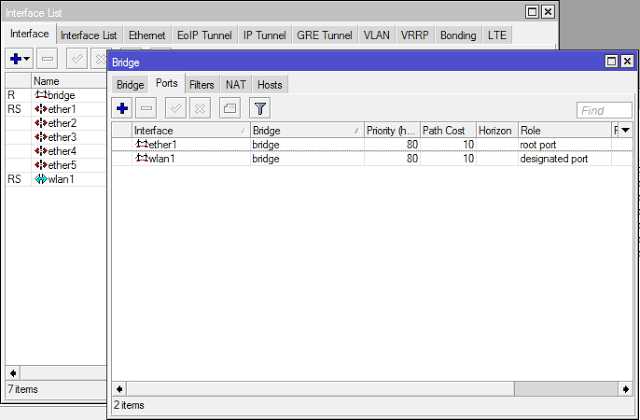 Interface List
Interface Interface List Ethernet EoIP Tunnel IP Tunnel GRE Tunnel VLAN VRRP Bonding LTE
Name
R bridge
RS ether1
ether2
ether3
ether4
ether5
RS wlan1
7 items
Bridge
Bridge Ports Filters NAT Hosts
Find
Interface Bridge Priority (h... Path Cost Horizon Role
ether1 bridge 80 10 root port
wlan1 bridge 80 10 designated port
2 items